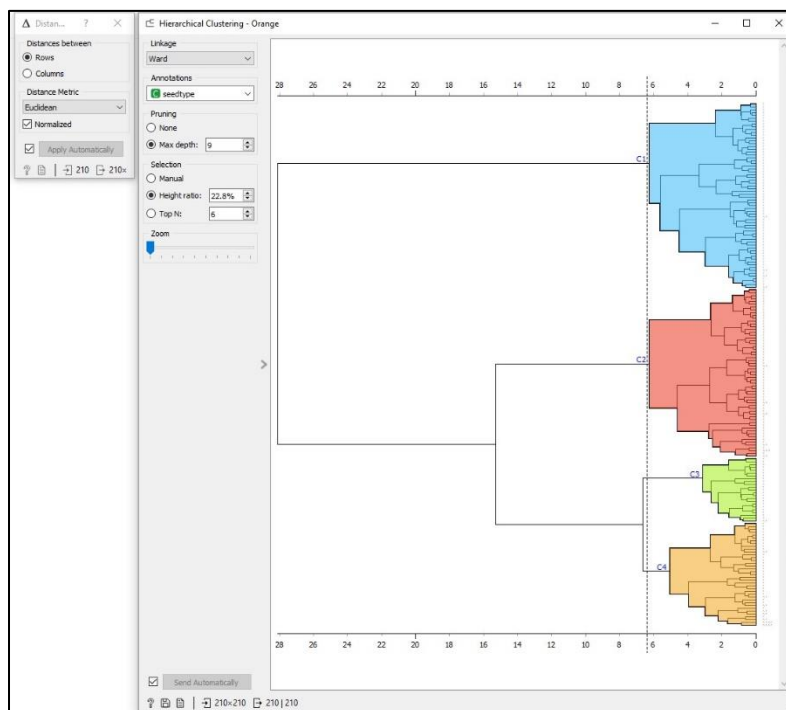 Distan... ? ×
Distances between
Rows
Columns
Distance Metric
Euclidean
Normalized
Apply Automatically
? 210 210×
Hierarchical Clustering - Orange
Linkage
Ward
Annotations
C seedtype
Pruning
None
Max depth: 9
Selection
Manual
Height ratio: 22.8%
Top N: 6
Zoom
Send Automatically
? 210×210 210 | 210
28 26 24 22 20 18 16 14 12 10 8 6 4 2 0
C1
C2
C3
C4
28 26 24 22 20 18 16 14 12 10 8 6 4 2 0